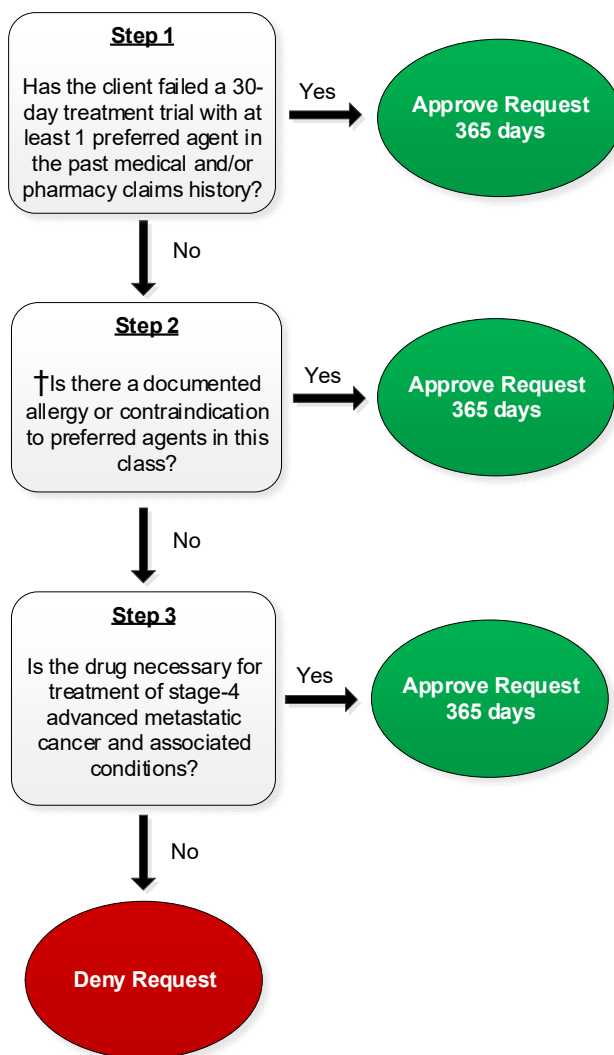 Step 1
Has the client failed a 30-
day treatment trial with at
least 1 preferred agent in
the past medical and/or
pharmacy claims history?
Yes
Approve Request
365 days
No
Step 2
†Is there a documented
allergy or contraindication
to preferred agents in this
class?
Yes
Approve Request
365 days
No
Step 3
Is the drug necessary for
treatment of stage-4
advanced metastatic
cancer and associated
conditions?
Yes
Approve Request
365 days
No
Deny Request